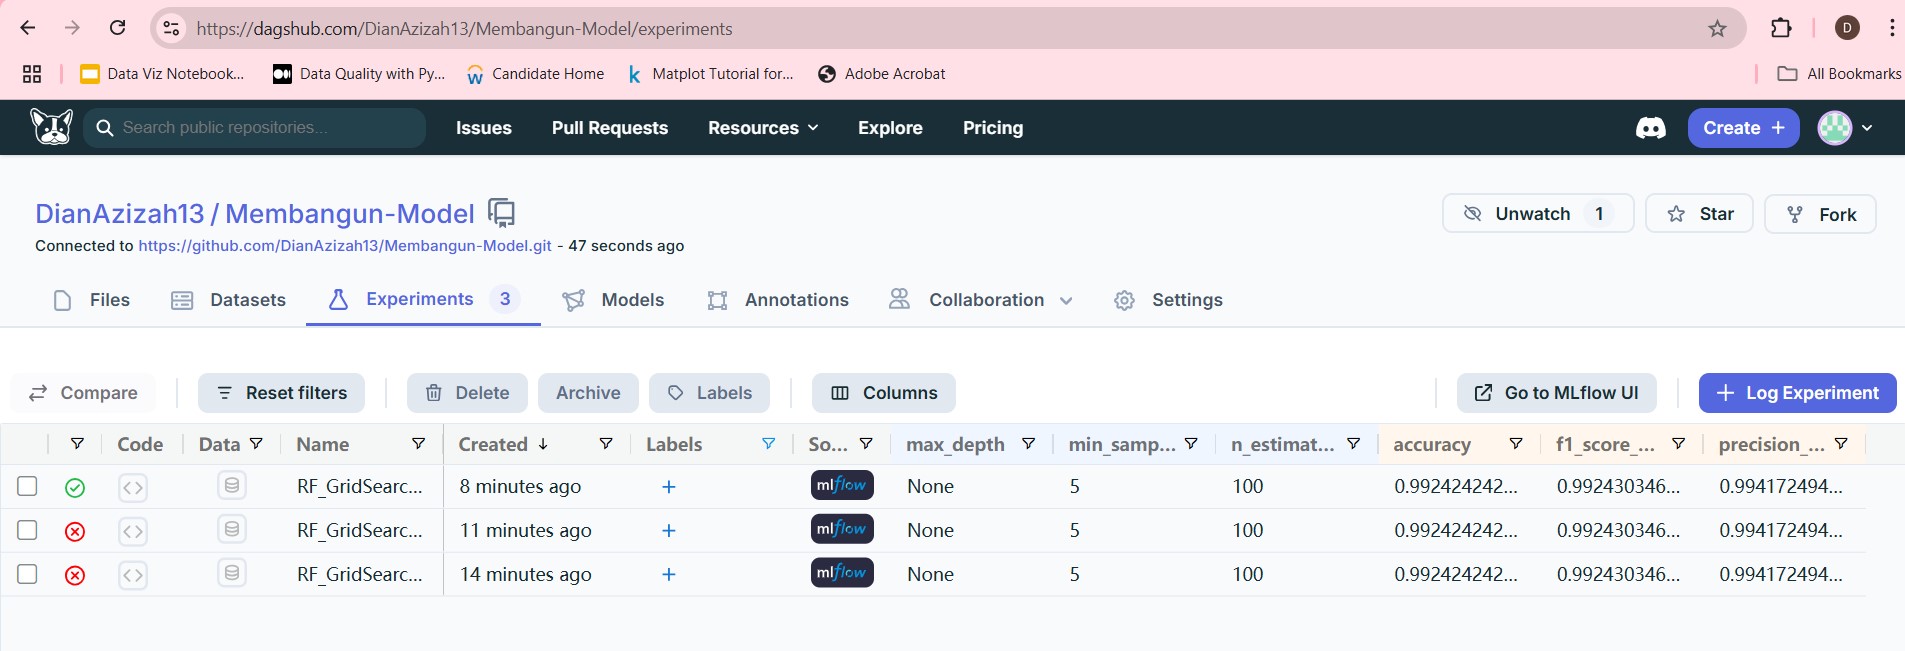 https://dagshub.com/DianAzizah13/Membangun-Model/experiments
D
Data Viz Notebook...
Data Quality with Py...
Candidate Home
Matplot Tutorial for...
Adobe Acrobat
All Bookmarks
Search public repositories...
Issues
Pull Requests
Resources
Explore
Pricing
Create +
DianAzizah13 / Membangun-Model
Unwatch 1
Star
Fork
Connected to https://github.com/DianAzizah13/Membangun-Model.git - 47 seconds ago
Files
Datasets
Experiments 3
Models
Annotations
Collaboration
Settings
Compare
Reset filters
Delete
Archive
Labels
Columns
Go to MLflow UI
+ Log Experiment
Code Data Name Created ↓ Labels So... max_depth min_samp... n_estimat... accuracy f1_score_... precision_...
RF_GridSearc... 8 minutes ago + mlflow None 5 100 0.992424242... 0.992430346... 0.994172494...
RF_GridSearc... 11 minutes ago + mlflow None 5 100 0.992424242... 0.992430346... 0.994172494...
RF_GridSearc... 14 minutes ago + mlflow None 5 100 0.992424242... 0.992430346... 0.994172494...